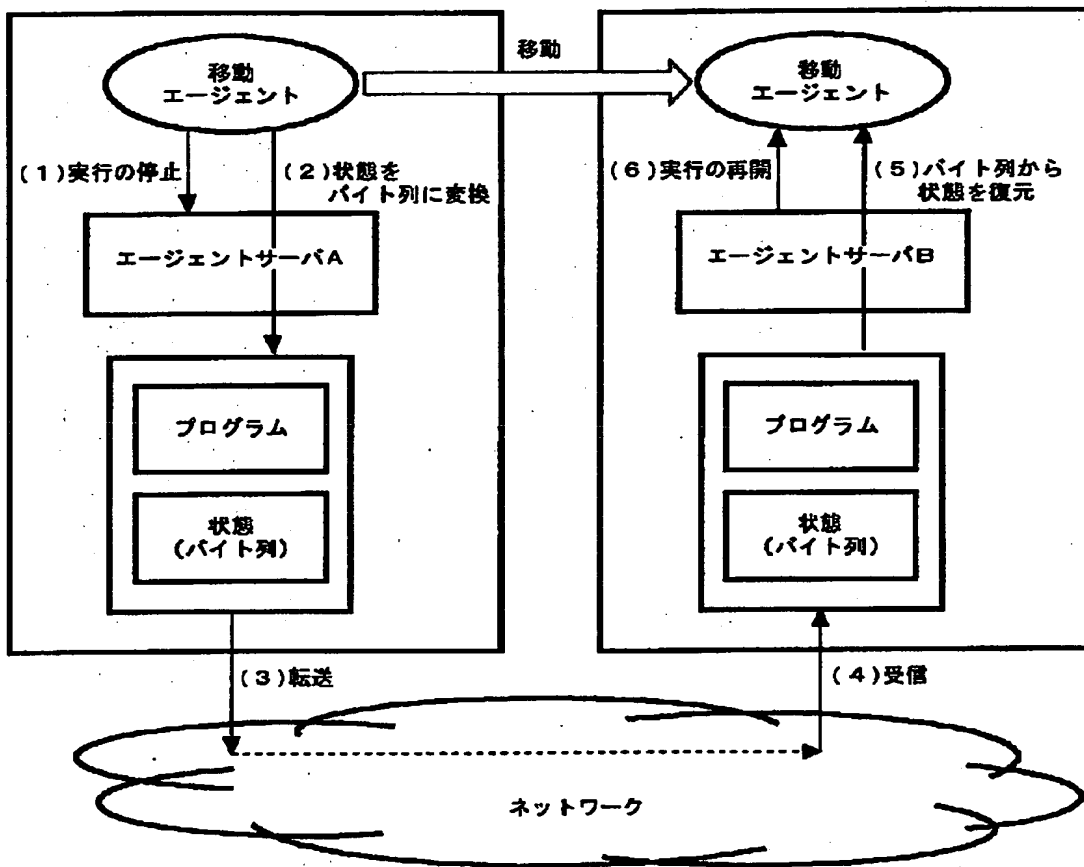 移動
エージェント
移動
移動
エージェント
(1)実行の停止
(2)状態を
バイト列に変換
(6)実行の再開
(5)バイト列から
状態を復元
エージェントサーバA
エージェントサーバB
プログラム
状態
(バイト列)
プログラム
状態
(バイト列)
(3)転送
(4)受信
ネットワーク